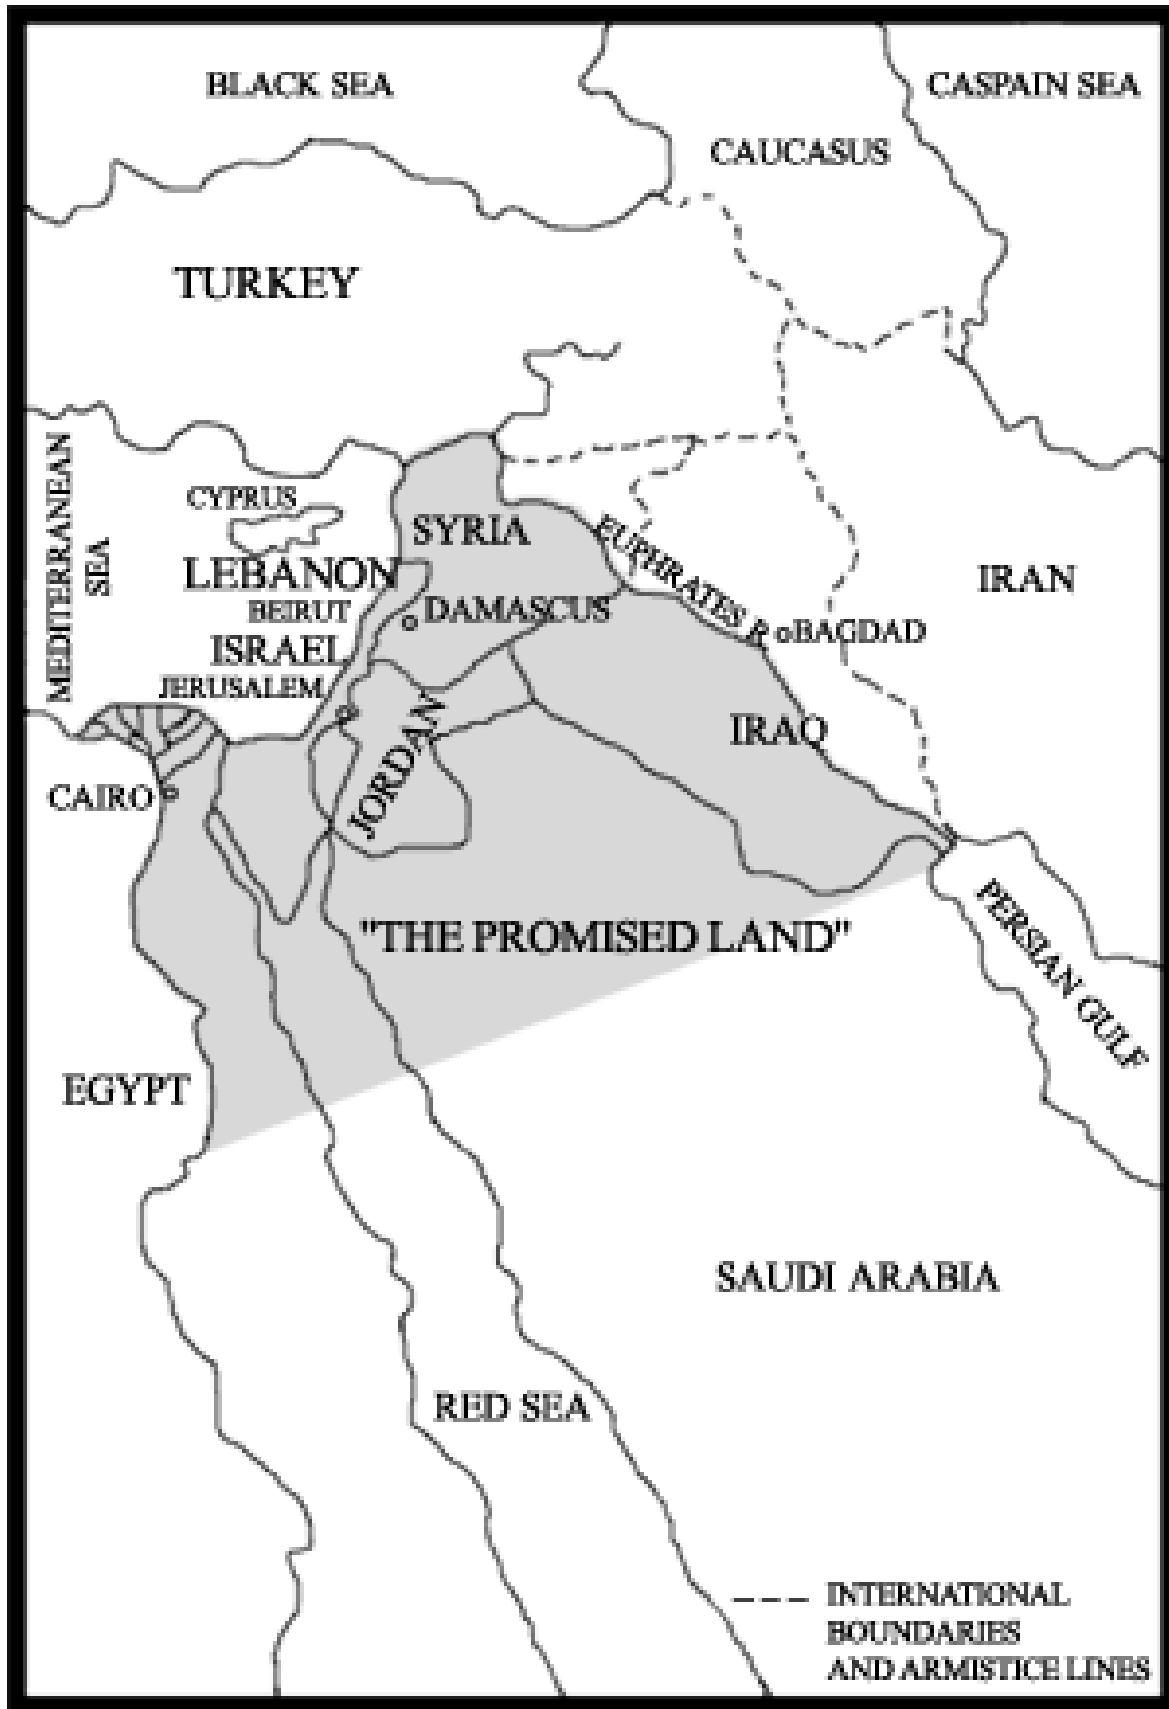 BLACK SEA
CASPAIN SEA
CAUCASUS
TURKEY
MEDITERRANEAN
SEA
CYPRUS
SYRIA
EUPHRATES R
LEBANON
IRAN
BEIRUT
DAMASCUS
BAGDAD
ISRAEL
JERUSALEM
JORDAN
IRAQ
CAIRO
"THE PROMISED LAND"
PERSIAN GULF
EGYPT
SAUDI ARABIA
RED SEA
INTERNATIONAL
BOUNDARIES
AND ARMISTICE LINES